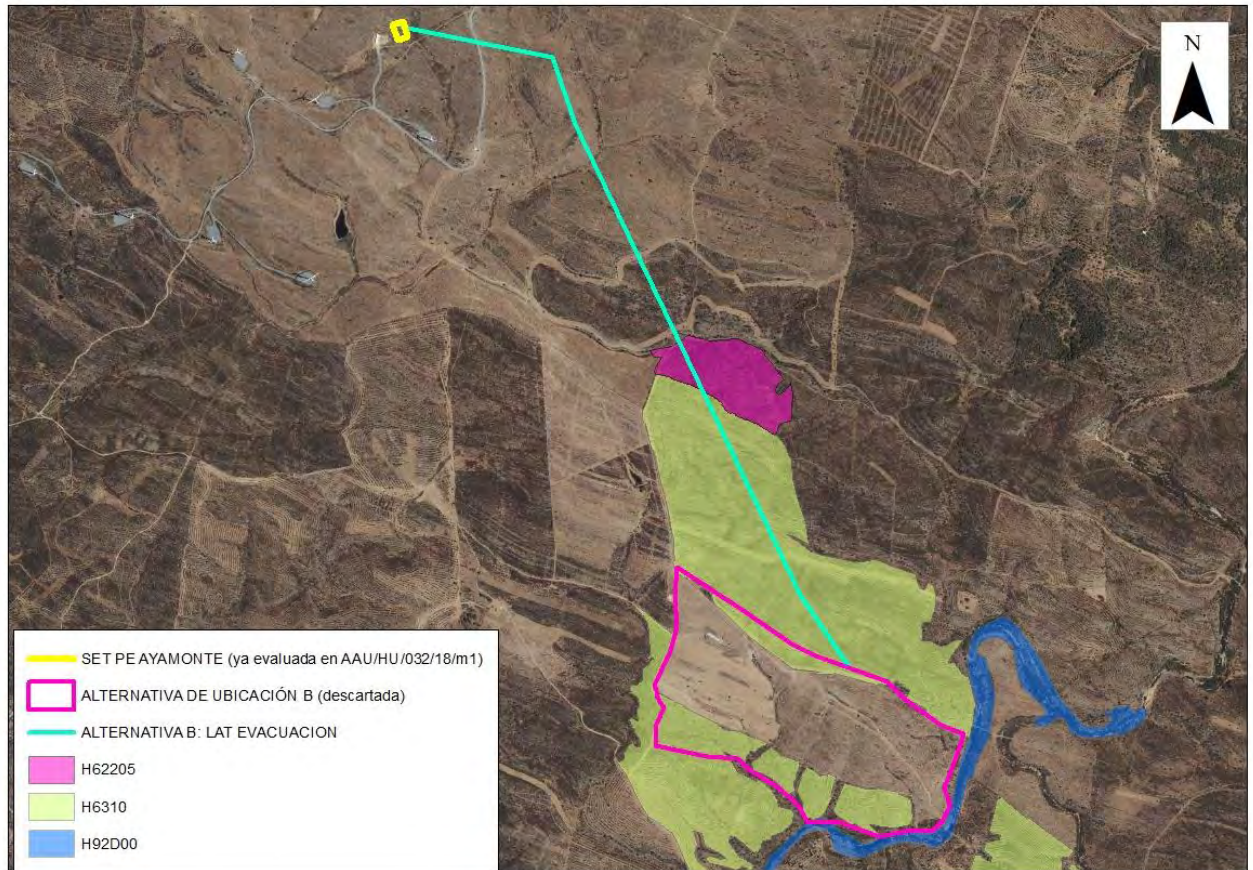 N
SET PE AYAMONTE (ya evaluada en AAU/HU/032/18/m1)
ALTERNATIVA DE UBICACIÓN B (descartada)
ALTERNATIVA B: LAT EVACUACION
H62205
H6310
H92D00